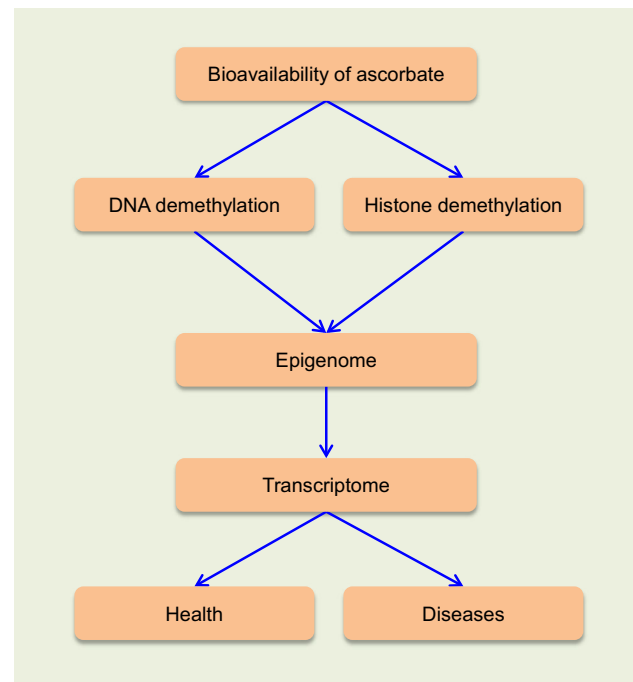 Bioavailability of ascorbate
DNA demethylation
Histone demethylation
Epigenome
Transcriptome
Health
Diseases